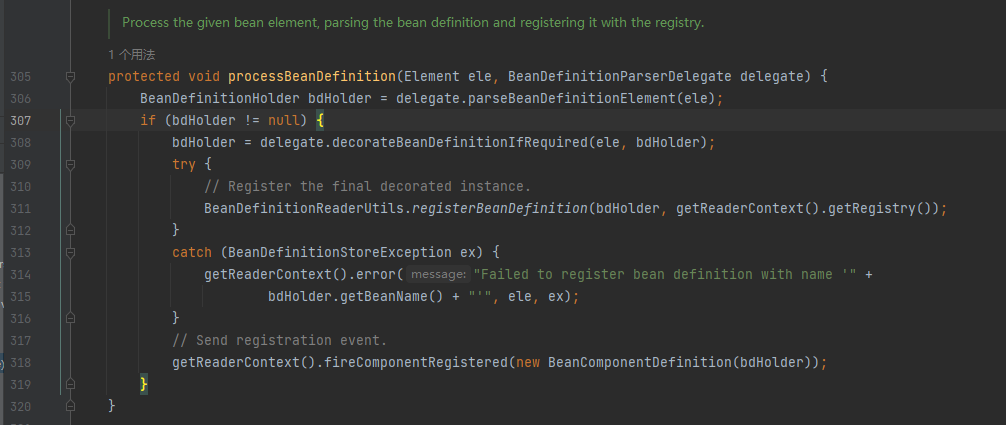 Process the given bean element, parsing the bean definition and registering it with the registry.
1 个用法
305 protected void processBeanDefinition(Element ele, BeanDefinitionParserDelegate delegate) {
306 BeanDefinitionHolder bdHolder = delegate.parseBeanDefinitionElement(ele);
307 if (bdHolder != null) {
308 bdHolder = delegate.decorateBeanDefinitionIfRequired(ele, bdHolder);
309 try {
310 // Register the final decorated instance.
311 BeanDefinitionReaderUtils.registerBeanDefinition(bdHolder, getReaderContext().getRegistry());
312 }
313 catch (BeanDefinitionStoreException ex) {
314 getReaderContext().error( message: "Failed to register bean definition with name '" +
315 bdHolder.getBeanName() + "'", ele, ex);
316 }
317 // Send registration event.
318 getReaderContext().fireComponentRegistered(new BeanComponentDefinition(bdHolder));
319 }
320 }